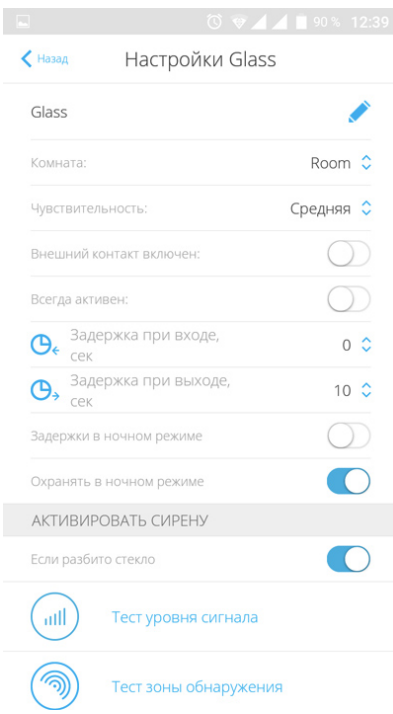 90 % 12:39
Назад Настройки Glass
Glass
Комната: Room
Чувствительность: Средняя
Внешний контакт включен:
Всегда активен:
Задержка при входе,
сек 0
Задержка при выходе,
сек 10
Задержки в ночном режиме
Охранять в ночном режиме
АКТИВИРОВАТЬ СИРЕНУ
Если разбито стекло
Тест уровня сигнала
Тест зоны обнаружения